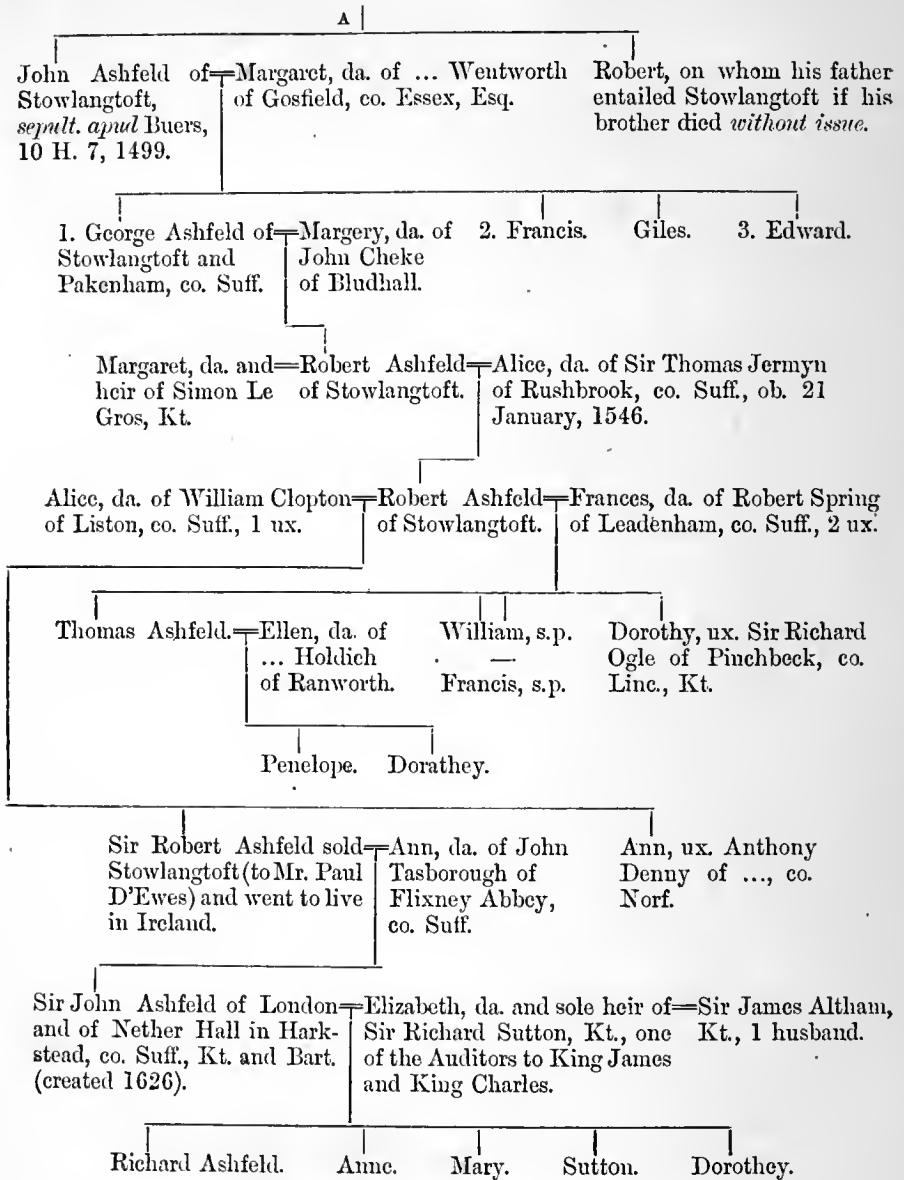 A
John Ashfeld of
Stowlangtoft,
sepult. apud Buers,
10 H. 7, 1499.
Margaret, da. of ... Wentworth
of Gosfield, co. Essex, Esq.
Robert, on whom his father
entailed Stowlangtoft if his
brother died without issue.
1. George Ashfeld of
Stowlangtoft and
Pakenham, co. Suff.
Margery, da. of
John Cheke
of Bludhall.
2. Francis.
Giles.
3. Edward.
Margaret, da. and
heir of Simon Le
Gros, Kt.
Robert Ashfeld
of Stowlangtoft.
Alice, da. of Sir Thomas Jermyn
of Rushbrook, co. Suff., ob. 21
January, 1546.
Alice, da. of William Clopton
of Liston, co. Suff., 1 ux.
Robert Ashfeld
of Stowlangtoft.
Frances, da. of Robert Spring
of Leadenham, co. Suff., 2 ux.
Thomas Ashfeld.
Ellen, da. of
... Holdich
of Ranworth.
William, s.p.
—
Francis, s.p.
Dorothy, ux. Sir Richard
Ogle of Pinchbeck, co.
Linc., Kt.
Penelope.
Dorathey.
Sir Robert Ashfeld sold
Stowlangtoft (to Mr. Paul
D'Ewes) and went to live
in Ireland.
Ann, da. of John
Tasborough of
Flixney Abbey,
co. Suff.
Ann, ux. Anthony
Denny of ..., co.
Norf.
Sir John Ashfeld of London
and of Nether Hall in Hark-
stead, co. Suff., Kt. and Bart.
(created 1626).
Elizabeth, da. and sole heir of
Sir Richard Sutton, Kt., one
of the Auditors to King James
and King Charles.
Sir James Altham,
Kt., 1 husband.
Richard Ashfeld.
Anne.
Mary.
Sutton.
Dorothey.